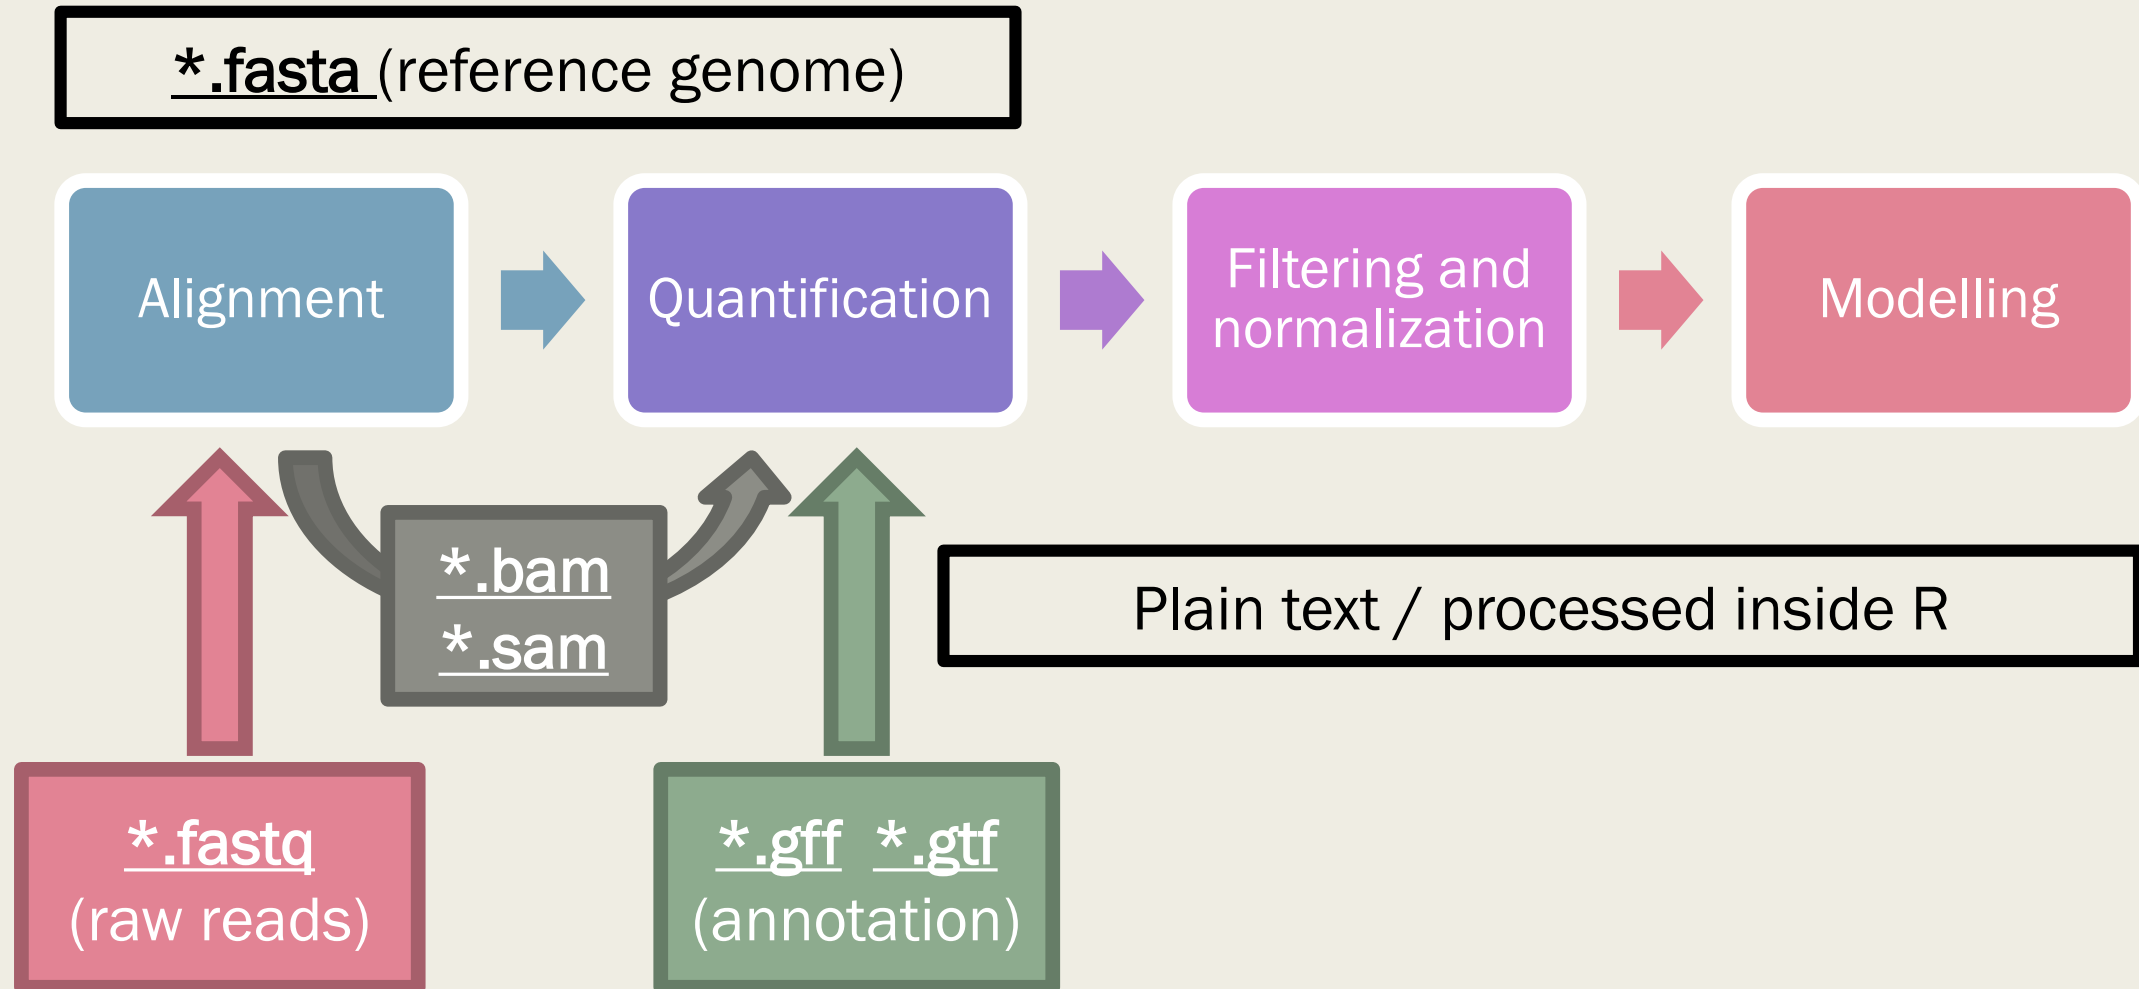 *.fasta (reference genome)
Alignment
Quantification
Filtering and
normalization
Modelling
*.bam
*.sam
Plain text / processed inside R
*.fastq
(raw reads)
*.gff *.gtf
(annotation)